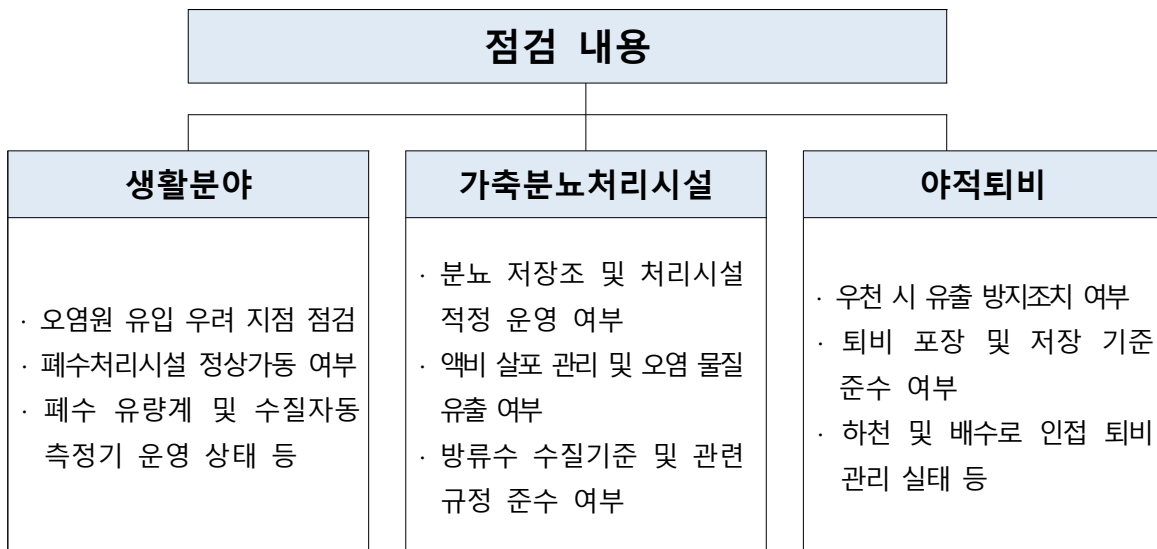 점검 내용
생활분야
· 오염원 유입 우려 지점 점검
· 폐수처리시설 정상가동 여부
· 폐수 유량계 및 수질자동
측정기 운영 상태 등
가축분뇨처리시설
· 분뇨 저장조 및 처리시설
적정 운영 여부
· 액비 살포 관리 및 오염 물질
유출 여부
· 방류수 수질기준 및 관련
규정 준수 여부
야적퇴비
· 우천 시 유출 방지조치 여부
· 퇴비 포장 및 저장 기준
준수 여부
· 하천 및 배수로 인접 퇴비
관리 실태 등